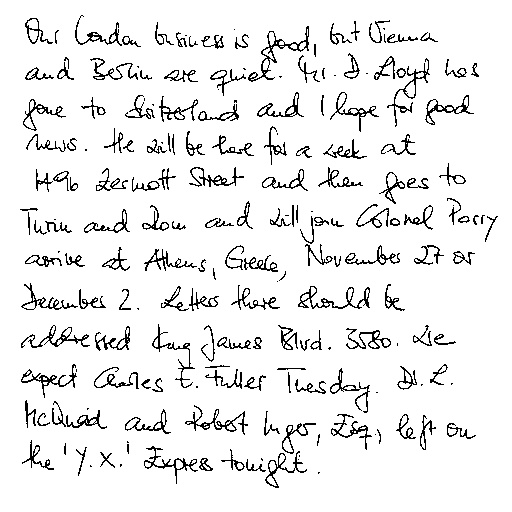 Our London business is good, but Vienna
and Berlin are quiet. Mr. D. Lloyd has
gone to Switzerland and I hope for good
news. He will be there for a week at
1496 Zermott Street and then goes to
Turin and Rom and will join Colonel Parry
arrive at Athens, Greece, November 27 or
December 2. Letters there should be
addressed King James Blvd. 3580. We
expect Charles E. Fuller Tuesday. Dr. L.
McQuaid and Robert Unger, Esq., left on
the 'Y.X.' Express tonight.